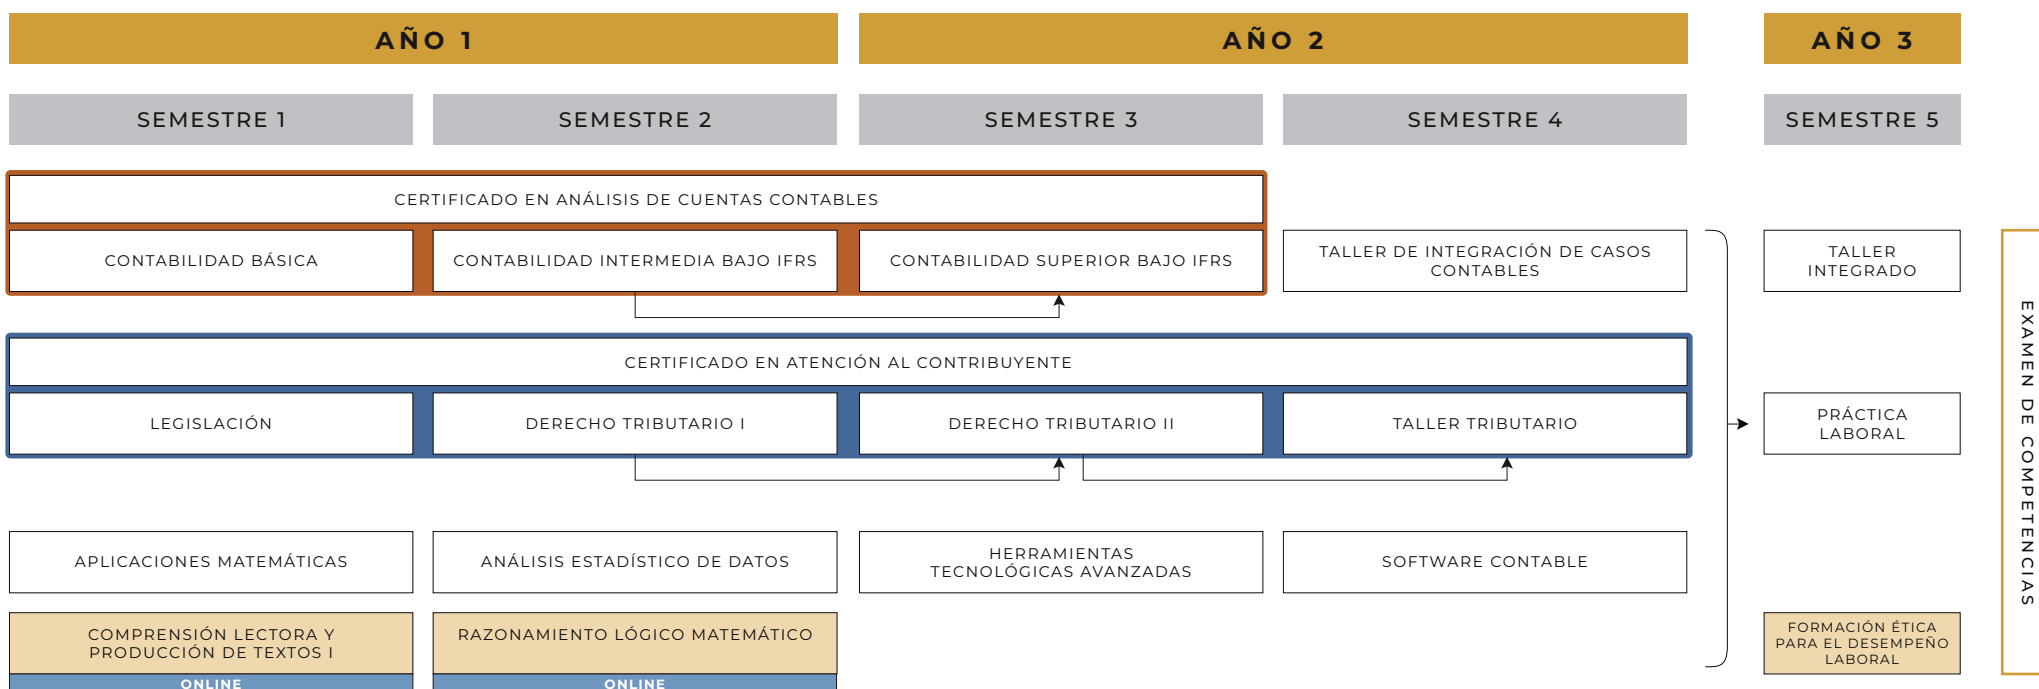 AÑO 1
AÑO 2
AÑO 3
SEMESTRE 1
SEMESTRE 2
SEMESTRE 3
SEMESTRE 4
SEMESTRE 5
CERTIFICADO EN ANÁLISIS DE CUENTAS CONTABLES
CONTABILIDAD BÁSICA
CONTABILIDAD INTERMEDIA BAJO IFRS
CONTABILIDAD SUPERIOR BAJO IFRS
TALLER DE INTEGRACIÓN DE CASOS
CONTABLES
TALLER
INTEGRADO
CERTIFICADO EN ATENCIÓN AL CONTRIBUYENTE
LEGISLACIÓN
DERECHO TRIBUTARIO I
DERECHO TRIBUTARIO II
TALLER TRIBUTARIO
PRÁCTICA
LABORAL
APLICACIONES MATEMÁTICAS
ANÁLISIS ESTADÍSTICO DE DATOS
HERRAMIENTAS
TECNOLÓGICAS AVANZADAS
SOFTWARE CONTABLE
COMPRENSIÓN LECTORA Y
PRODUCCIÓN DE TEXTOS I
ONLINE
RAZONAMIENTO LÓGICO MATEMÁTICO
ONLINE
FORMACIÓN ÉTICA
PARA EL DESEMPEÑO
LABORAL
EXAMEN DE COMPETENCIAS